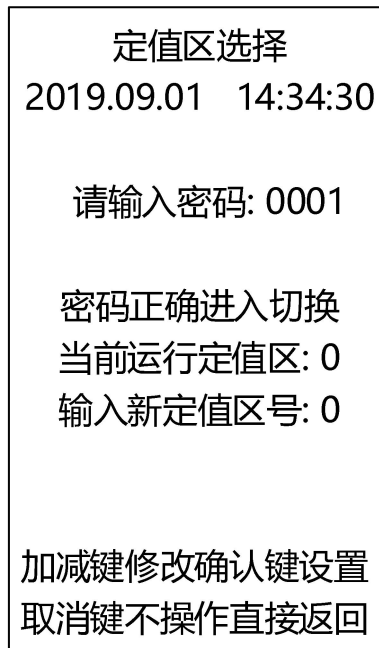 定值区选择
2019.09.01 14:34:30
请输入密码: 0001
密码正确进入切换
当前运行定值区: 0
输入新定值区号: 0
加减键修改确认键设置
取消键不操作直接返回